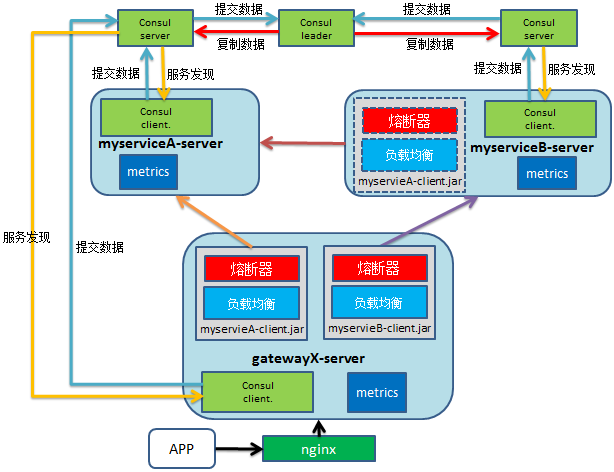 Consul
server
提交数据
复制数据
Consul
leader
提交数据
复制数据
Consul
server
提交数据
服务发现
提交数据
服务发现
Consul
client.
myserviceA-server
metrics
熔断器
负载均衡
myservieA-client.jar
Consul
client.
myserviceB-server
metrics
服务发现
提交数据
熔断器
负载均衡
myservieA-client.jar
熔断器
负载均衡
myservieB-client.jar
gatewayX-server
Consul
client.
metrics
APP
nginx